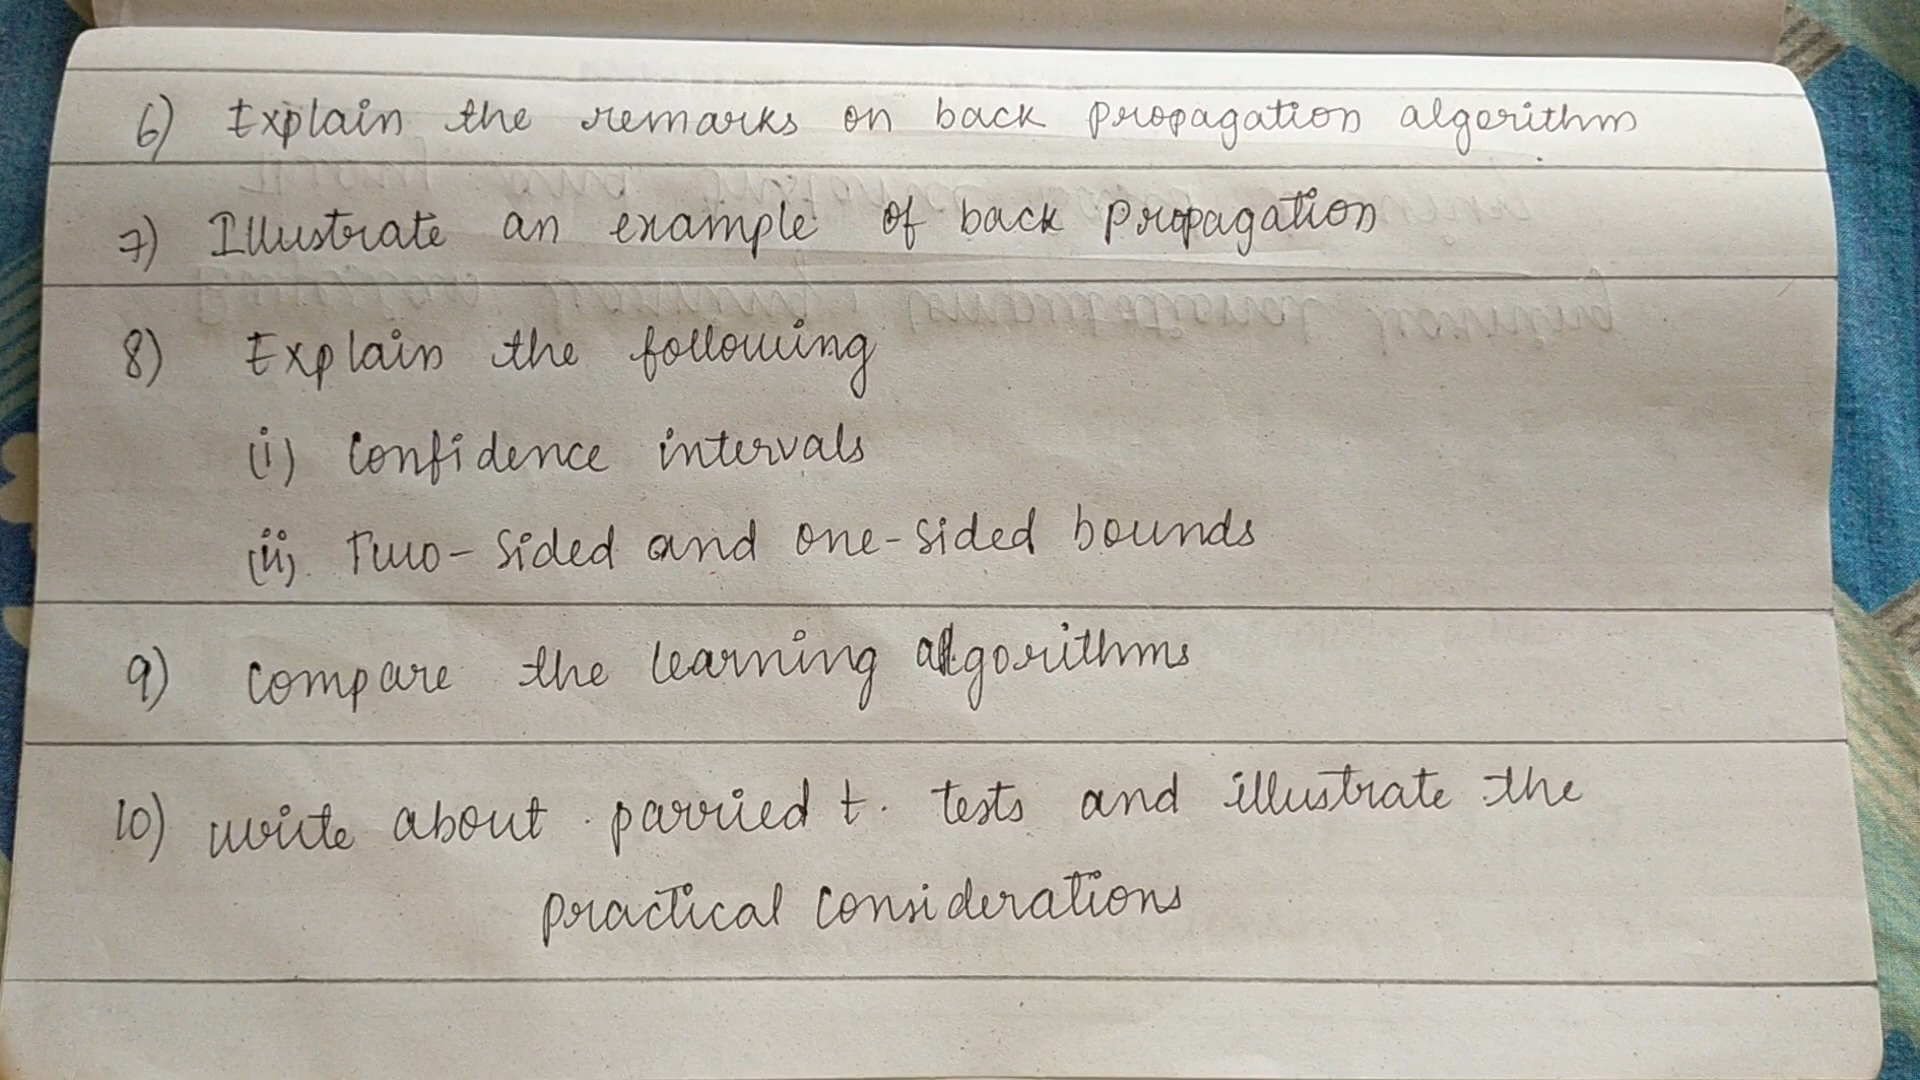 6) Explain the remarks on back propagation algorithm
7) Illustrate an example of back propagation
8) Explain the following
(i) Confidence intervals
(ii) Two-sided and one-sided bounds
9) compare the learning algorithms
10) write about parried t. tests and illustrate the
practical considerations